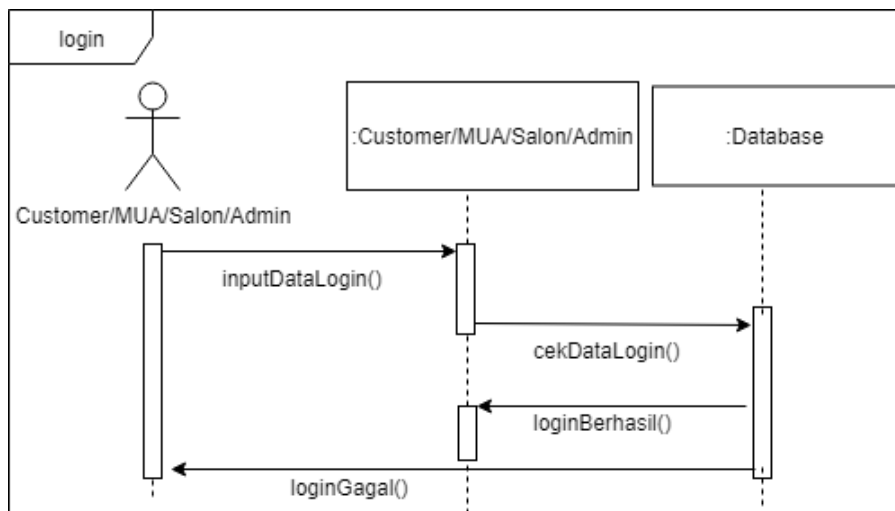 login
:Customer/MUA/Salon/Admin
:Database
Customer/MUA/Salon/Admin
inputDataLogin()
cekDataLogin()
loginBerhasil()
loginGagal()